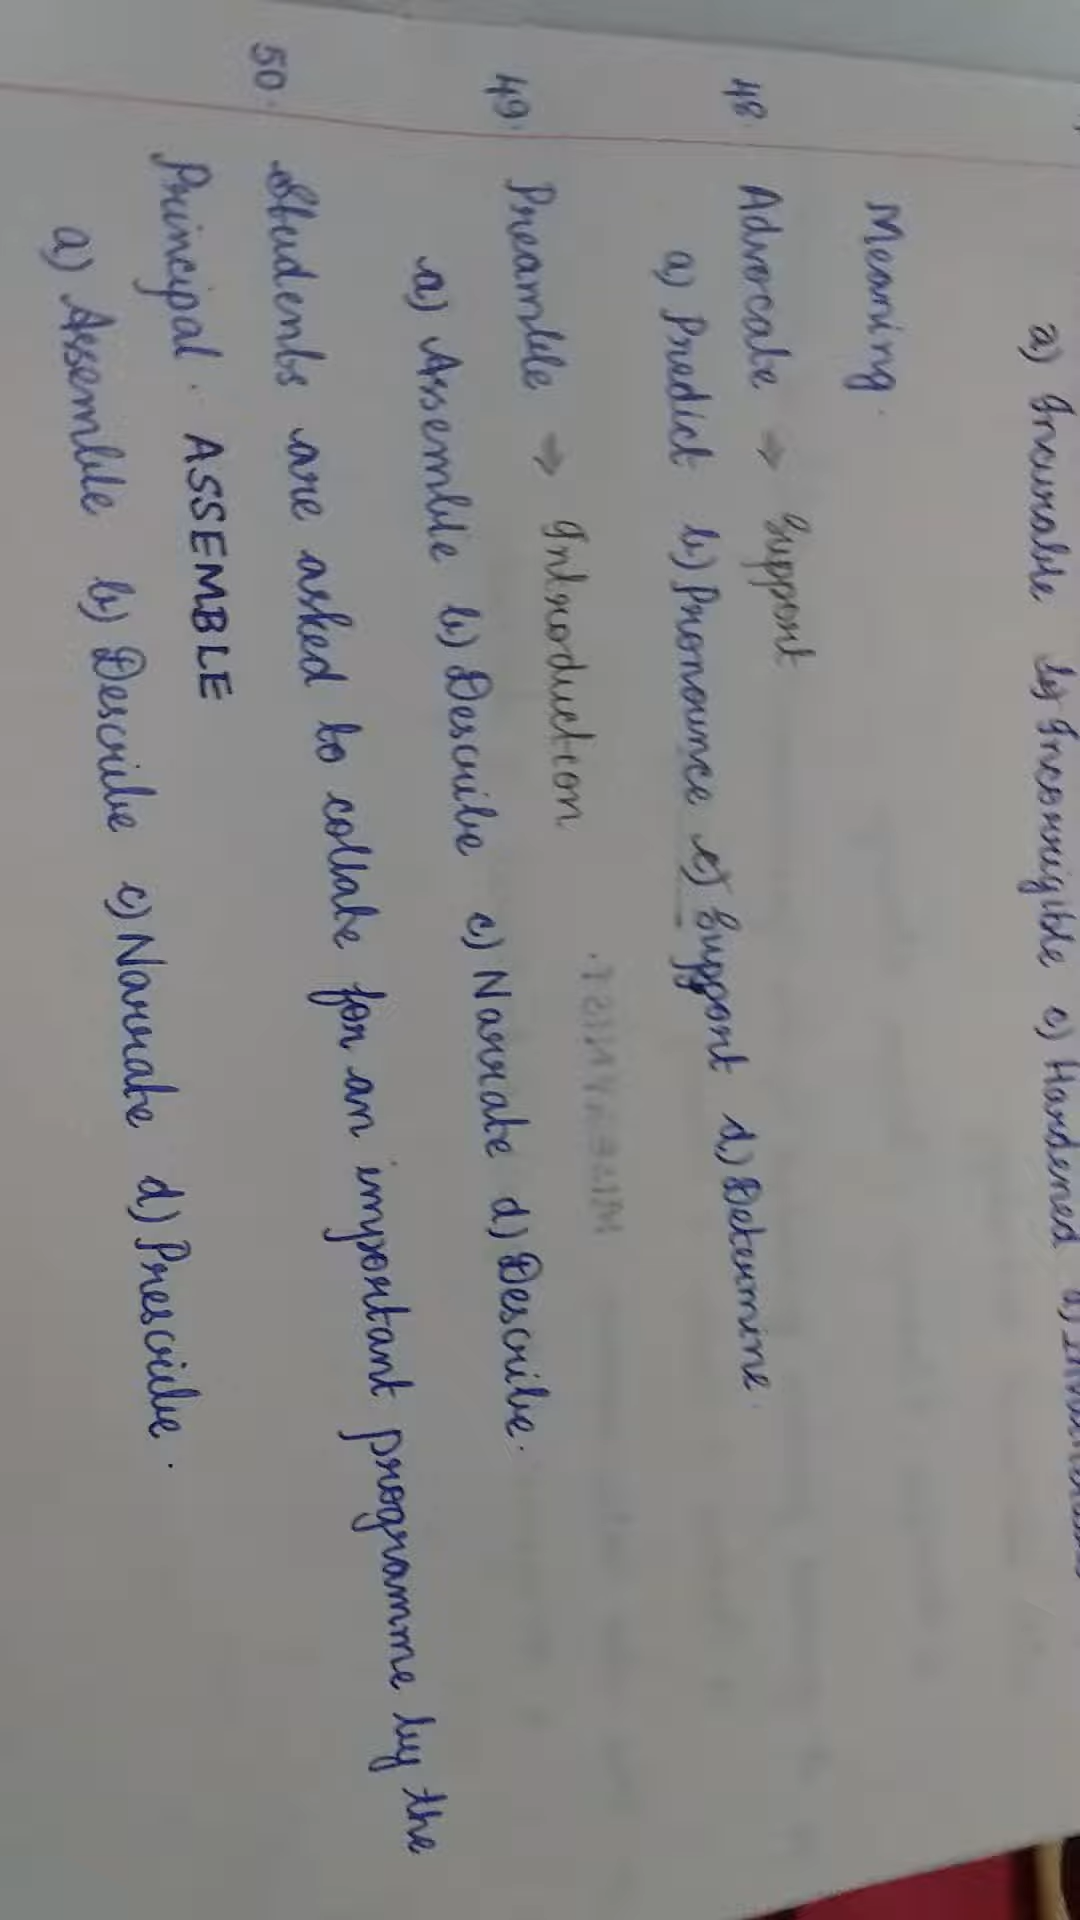 a) Incurable b) Incorrigible c) Hardened d)
Meaning.
48. Advocate → Support
a) Predict b) Pronounce c) Support d) Determine.
49. Preamble → Introduction
a) Assemble b) Describe c) Narrate d) Describe.
50. Students are asked to collate for an important programme by the
Principal. ASSEMBLE
a) Assemble b) Describe c) Narrate d) Prescribe.